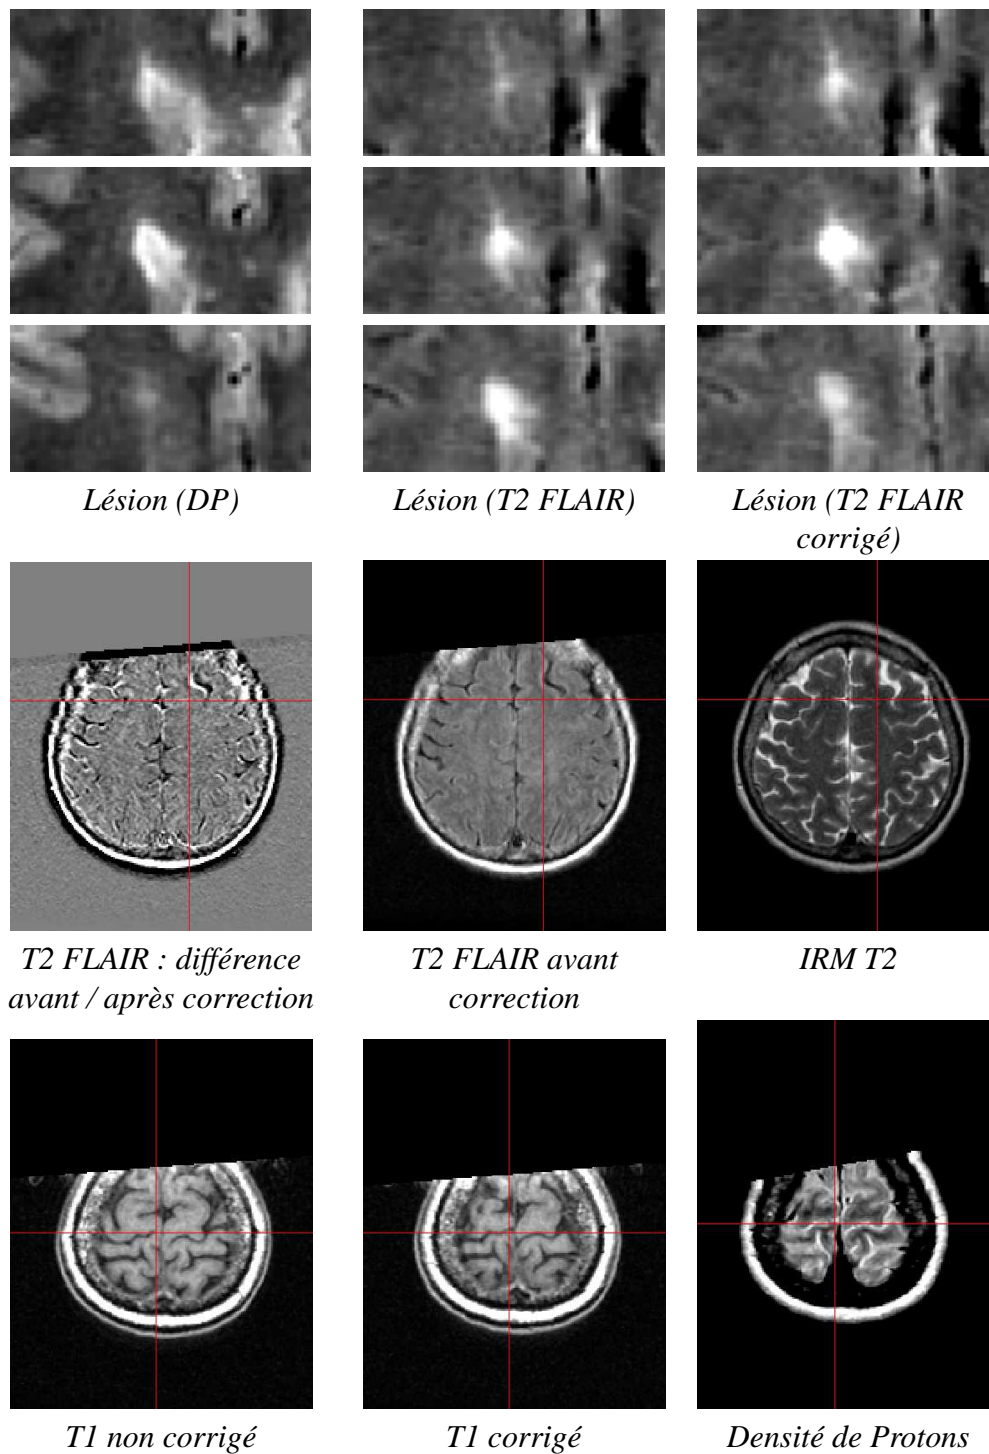 Lésion (DP)
Lésion (T2 FLAIR)
Lésion (T2 FLAIR
corrigé)
T2 FLAIR : différence
avant / après correction
T2 FLAIR avant
correction
IRM T2
T1 non corrigé
T1 corrigé
Densité de Protons